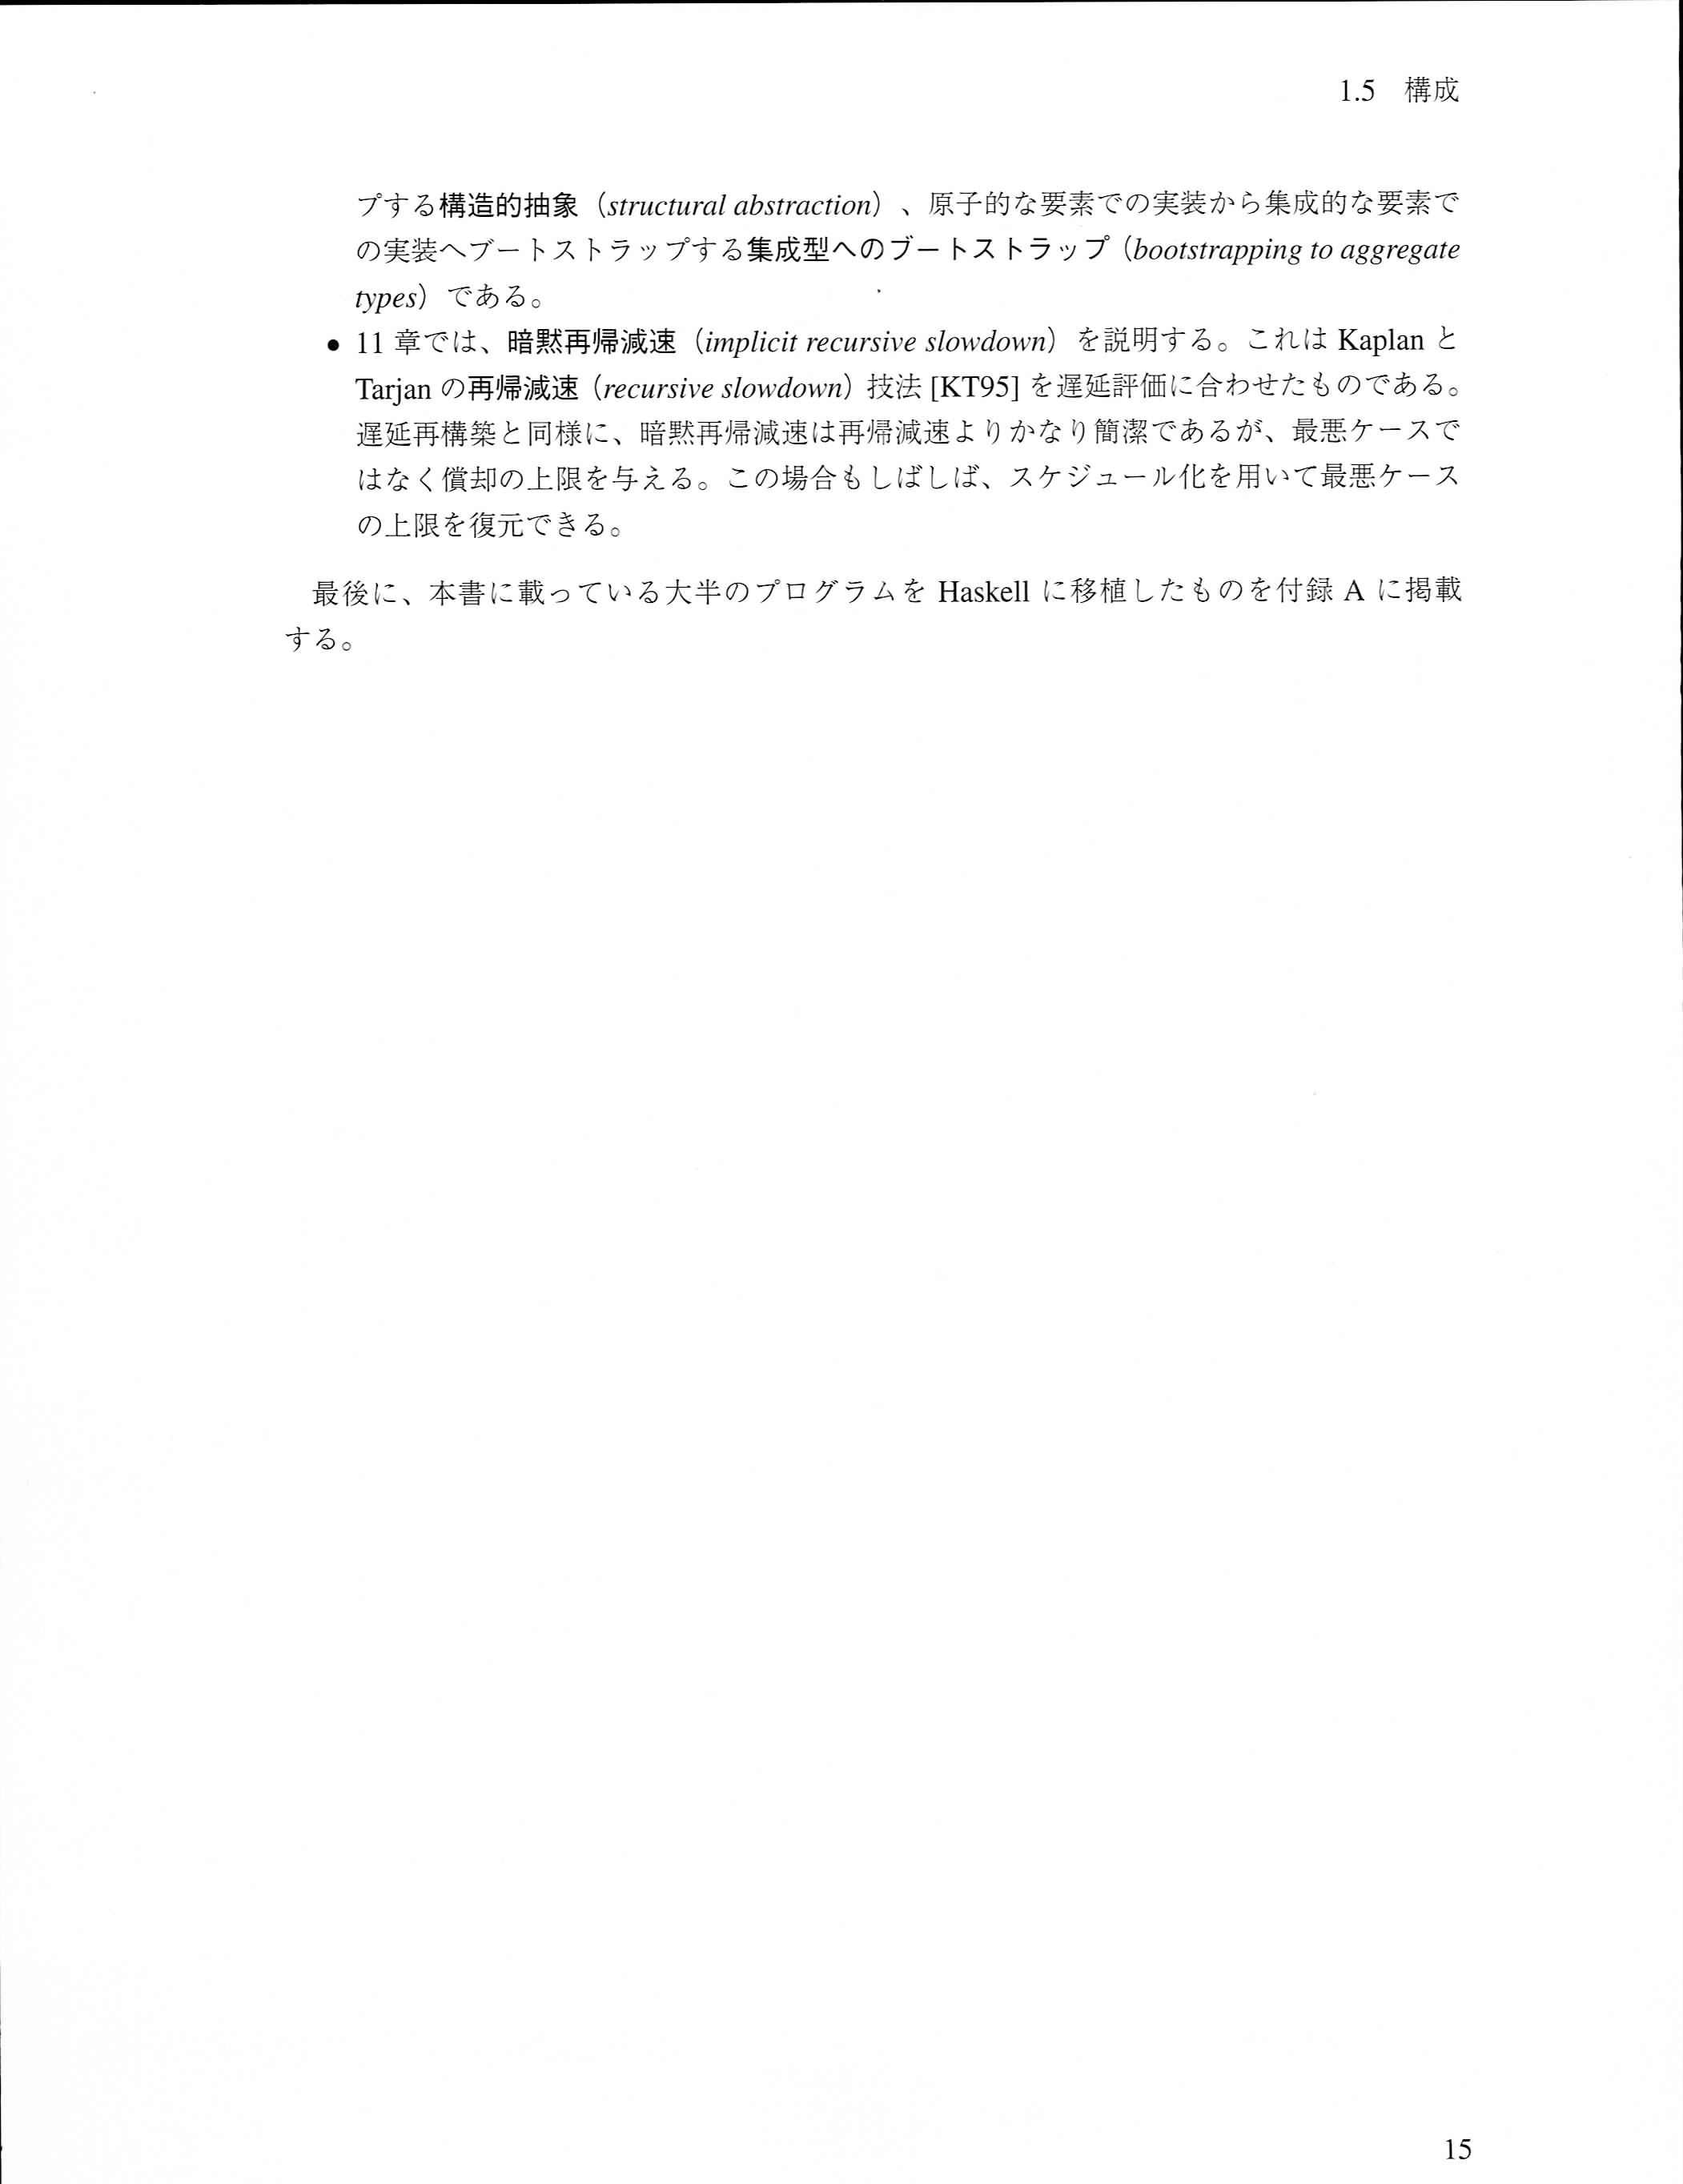 1.5 構成
プする構造的抽象（structural abstraction）、原子的な要素での実装から集成的な要素で
の実装へブートストラップする集成型へのブートストラップ（bootstrapping to aggregate
types）である。
● 11 章では、暗黙再帰減速（implicit recursive slowdown）を説明する。これは Kaplan と
Tarjan の再帰減速（recursive slowdown）技法 [KT95] を遅延評価に合わせたものである。
遅延再構築と同様に、暗黙再帰減速は再帰減速よりかなり簡潔であるが、最悪ケースで
はなく償却の上限を与える。この場合もしばしば、スケジュール化を用いて最悪ケース
の上限を復元できる。
最後に、本書に載っている大半のプログラムを Haskell に移植したものを付録 A に掲載
する。
15